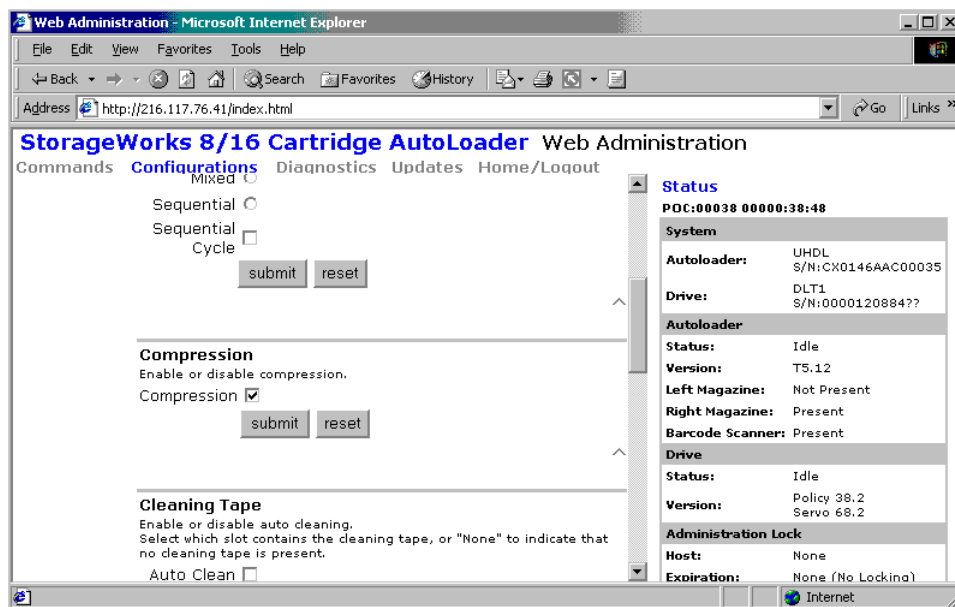 Web Administration - Microsoft Internet Explorer
File Edit View Favorites Tools Help
Back Search Favorites History
Address http://216.117.76.41/index.html Go Links »
StorageWorks 8/16 Cartridge AutoLoader Web Administration
Commands Configurations Diagnostics Updates Home/Logout
Mixed
Sequential
Sequential
Cycle
submit reset
Compression
Enable or disable compression.
Compression
submit reset
Cleaning Tape
Enable or disable auto cleaning.
Select which slot contains the cleaning tape, or "None" to indicate that
no cleaning tape is present.
Auto Clean
Status
POC:00038 00000:38:48
System
Autoloader: UHDL
S/N:CX0146AAC00035
Drive: DLT1
S/N:0000120884??
Autoloader
Status: Idle
Version: T5.12
Left Magazine: Not Present
Right Magazine: Present
Barcode Scanner: Present
Drive
Status: Idle
Version: Policy 38.2
Servo 68.2
Administration Lock
Host: None
Expiration: None (No Locking)
Internet